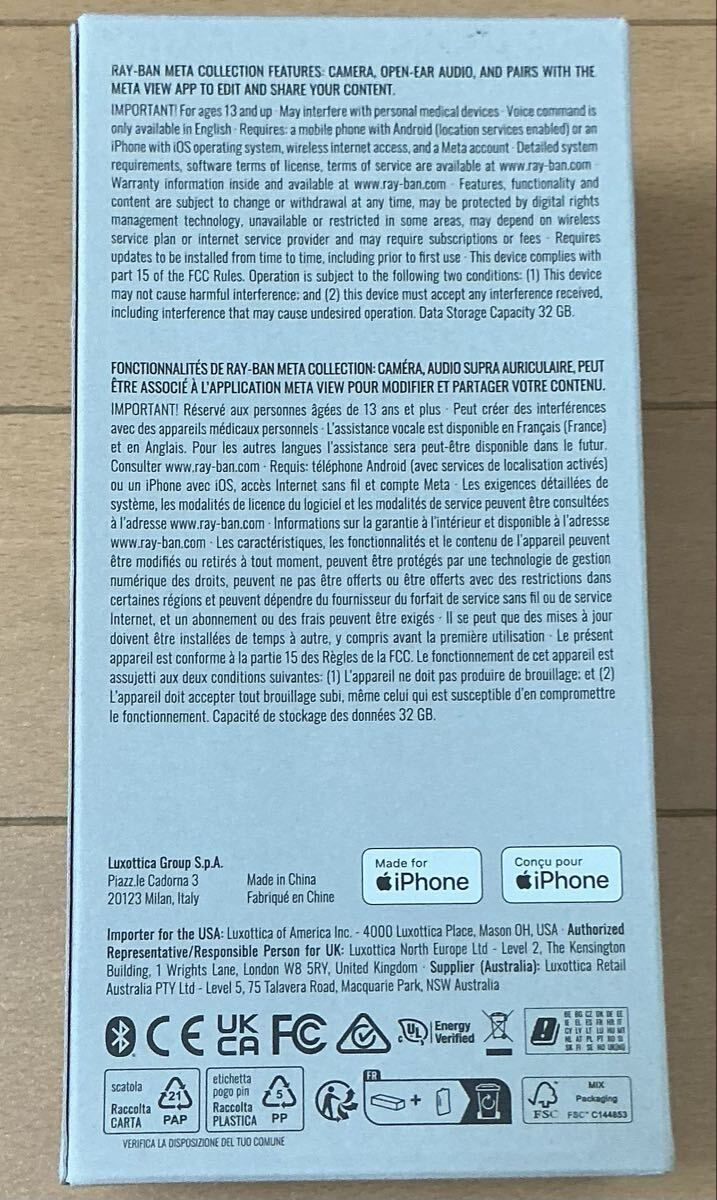 RAY-BAN META COLLECTION FEATURES: CAMERA, OPEN-EAR AUDIO, AND PAIRS WITH THE
META VIEW APP TO EDIT AND SHARE YOUR CONTENT.
IMPORTANT! For ages 13 and up · May interfere with personal medical devices · Voice command is
only available in English · Requires: a mobile phone with Android (location services enabled) or an
iPhone with iOS operating system, wireless internet access, and a Meta account · Detailed system
requirements, software terms of license, terms of service are available at www.ray-ban.com ·
Warranty information inside and available at www.ray-ban.com · Features, functionality and
content are subject to change or withdrawal at any time, may be protected by digital rights
management technology, unavailable or restricted in some areas, may depend on wireless
service plan or internet service provider and may require subscriptions or fees · Requires
updates to be installed from time to time, including prior to first use · This device complies with
part 15 of the FCC Rules. Operation is subject to the following two conditions: (1) This device
may not cause harmful interference; and (2) this device must accept any interference received,
including interference that may cause undesired operation. Data Storage Capacity 32 GB.
FONCTIONNALITÉS DE RAY-BAN META COLLECTION: CAMÉRA, AUDIO SUPRA AURICULAIRE, PEUT
ÊTRE ASSOCIÉ À L'APPLICATION META VIEW POUR MODIFIER ET PARTAGER VOTRE CONTENU.
IMPORTANT! Réservé aux personnes âgées de 13 ans et plus · Peut créer des interférences
avec des appareils médicaux personnels · L'assistance vocale est disponible en Français (France)
et en Anglais. Pour les autres langues l'assistance sera peut-être disponible dans le futur.
Consulter www.ray-ban.com · Requis: téléphone Android (avec services de localisation activés)
ou un iPhone avec iOS, accès Internet sans fil et compte Meta · Les exigences détaillées de
système, les modalités de licence du logiciel et les modalités de service peuvent être consultées
à l'adresse www.ray-ban.com · Informations sur la garantie à l'intérieur et disponible à l'adresse
www.ray-ban.com · Les caractéristiques, les fonctionnalités et le contenu de l'appareil peuvent
être modifiés ou retirés à tout moment, peuvent être protégés par une technologie de gestion
numérique des droits, peuvent ne pas être offerts ou être offerts avec des restrictions dans
certaines régions et peuvent dépendre du fournisseur du forfait de service sans fil ou de service
Internet, et un abonnement ou des frais peuvent être exigés · Il se peut que des mises à jour
doivent être installées de temps à autre, y compris avant la première utilisation · Le présent
appareil est conforme à la partie 15 des Règles de la FCC. Le fonctionnement de cet appareil est
assujetti aux deux conditions suivantes: (1) L'appareil ne doit pas produire de brouillage; et (2)
L'appareil doit accepter tout brouillage subi, même celui qui est susceptible d'en compromettre
le fonctionnement. Capacité de stockage des données 32 GB.
Luxottica Group S.p.A.
Piazz.le Cadorna 3
20123 Milan, Italy
Made in China
Fabriqué en Chine
Made for
iPhone
Conçu pour
iPhone
Importer for the USA: Luxottica of America Inc. - 4000 Luxottica Place, Mason OH, USA · Authorized
Representative/Responsible Person for UK: Luxottica North Europe Ltd - Level 2, The Kensington
Building, 1 Wrights Lane, London W8 5RY, United Kingdom · Supplier (Australia): Luxottica Retail
Australia PTY Ltd - Level 5, 75 Talavera Road, Macquarie Park, NSW Australia
CE UK CA FC
c UL Energy
Verified
scatola
Raccolta
CARTA
21
PAP
etichetta
pogo pin
Raccolta
PLASTICA
5
PP
FR
+
FSC
MIX
Packaging
FSC® C144853
VERIFICA LA DISPOSIZIONE DEL TUO COMUNE